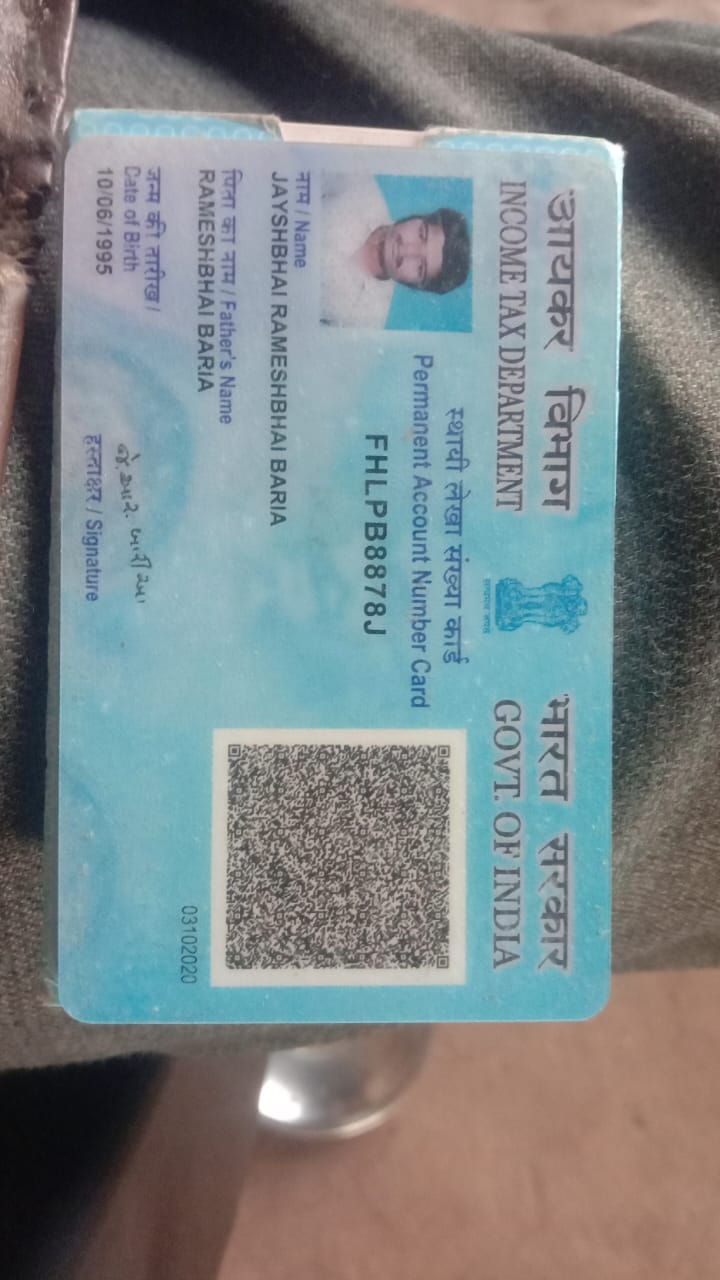 आयकर विभाग
INCOME TAX DEPARTMENT
सत्यमेव जयते
भारत सरकार
GOVT. OF INDIA
स्थायी लेखा संख्या कार्ड
Permanent Account Number Card
FHLPB8878J
नाम / Name
JAYSHBHAI RAMESHBHAI BARIA
पिता का नाम / Father's Name
RAMESHBHAI BARIA
03102020
जन्म की तारीख /
Date of Birth
10/06/1995
જે.આર. બારીઆ
हस्ताक्षर / Signature